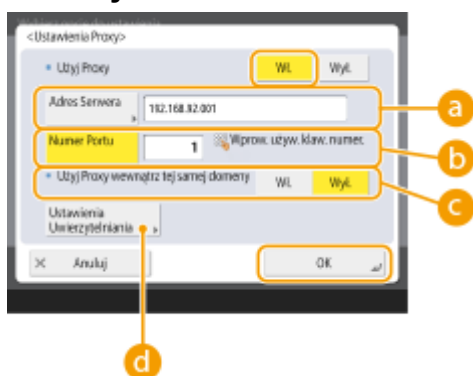 <Ustawienia Proxy>
Użyj Proxy Wł. Wył.
Adres Serwera 192.168.92.001
Numer Portu 1 Wprow. używ. klaw. numer.
Użyj Proxy wewnątrz tej samej domeny Wł. Wył.
Ustawienia
Uwierzytelniania
Anuluj OK
a
b
c
d